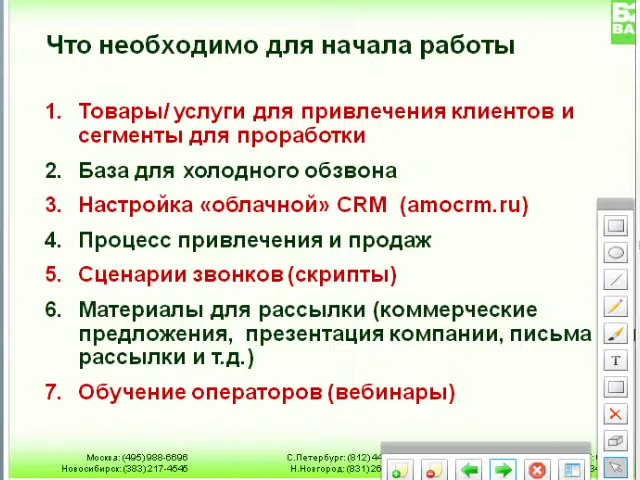 Что необходимо для начала работы
1. Товары/ услуги для привлечения клиентов и
сегменты для проработки
2. База для холодного обзвона
3. Настройка «облачной» CRM (amocrm.ru)
4. Процесс привлечения и продаж
5. Сценарии звонков (скрипты)
6. Материалы для рассылки (коммерческие
предложения, презентация компании, письма
рассылки и т.д.)
7. Обучение операторов (вебинары)
Москва: (495) 988-6696
С.Петербург: (812) 44
Новосибирск: (383) 217-4545
Н.Новгород: (831) 26
T